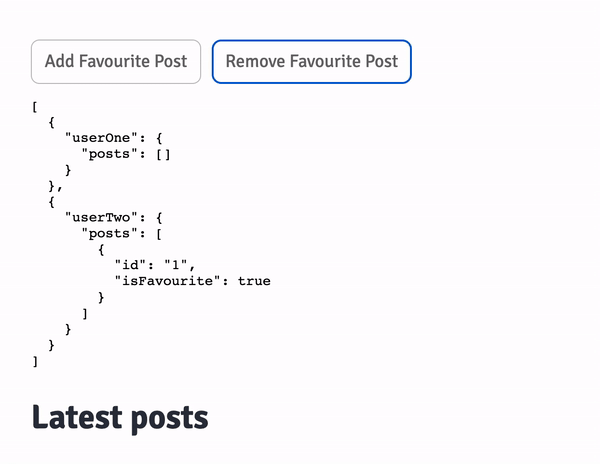 Add Favourite Post Remove Favourite Post
[
  {
    "userOne": {
      "posts": []
    }
  },
  {
    "userTwo": {
      "posts": [
        {
          "id": "1",
          "isFavourite": true
        }
      ]
    }
  }
]
Latest posts